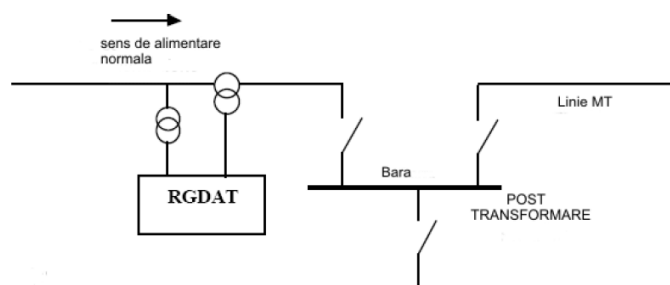 sens de alimentare
normala
Linie MT
Bara
RGDAT
POST
TRANSFORMARE